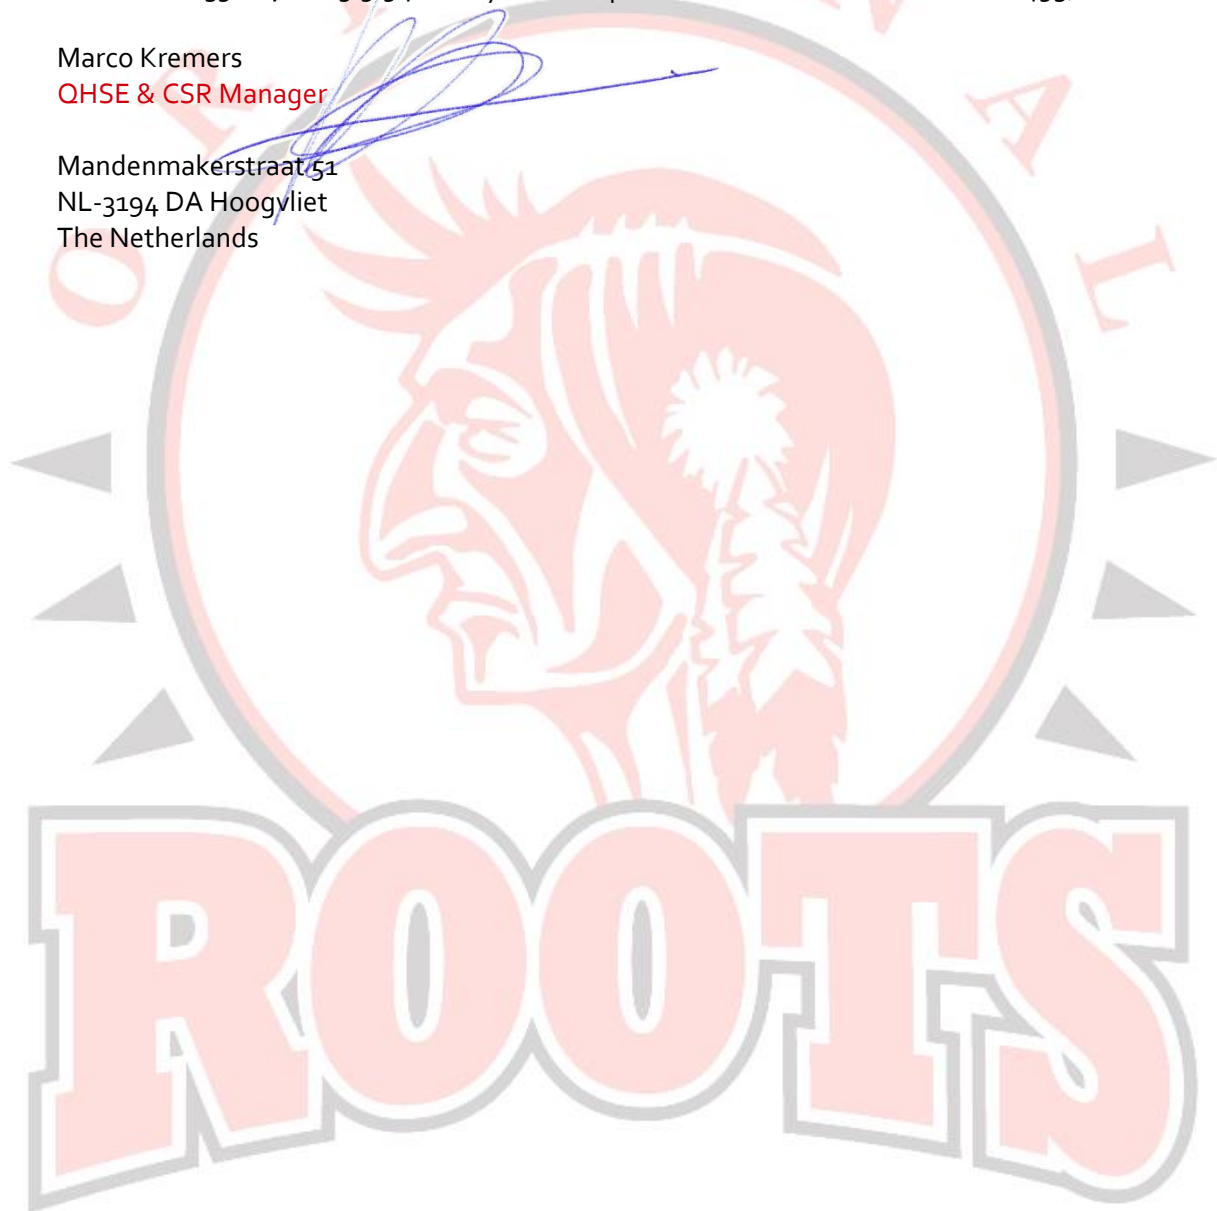 Marco Kremers
QHSE & CSR Manager
Mandenmakerstraat 51
NL-3194 DA Hoogvliet
The Netherlands
ROOTS